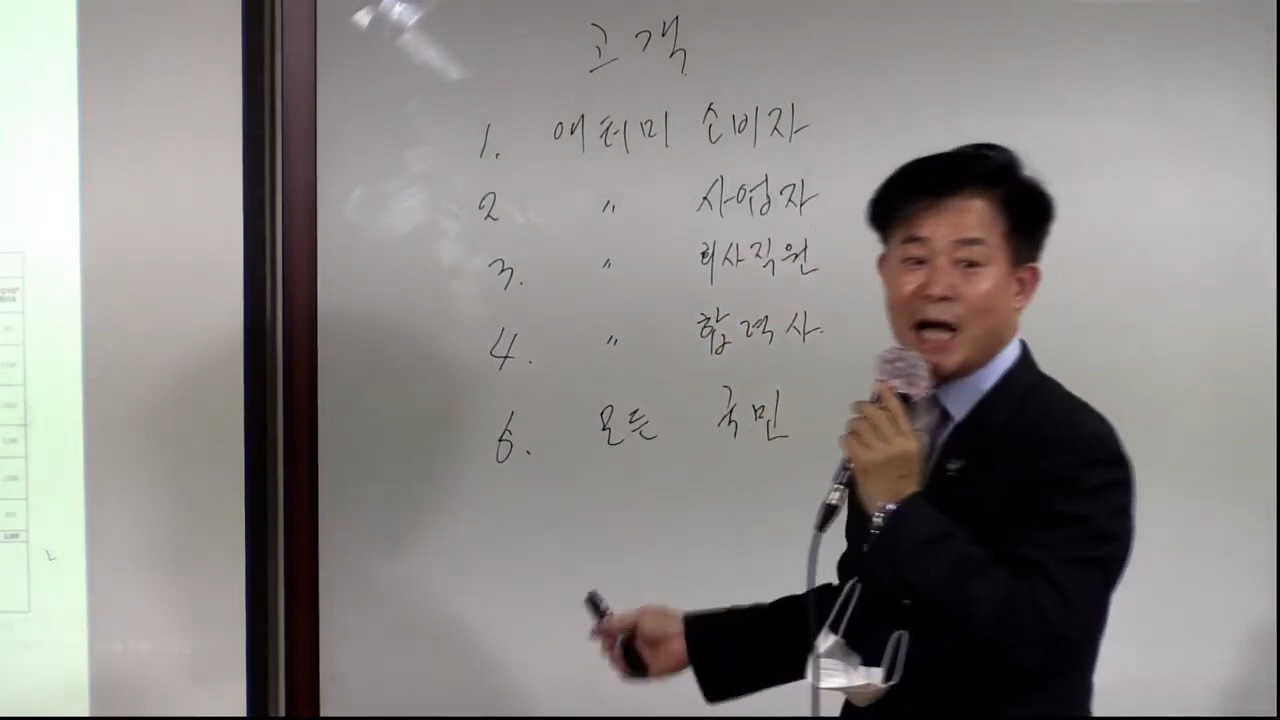 고객
1. 애터미 소비자
2 〃 사업자
3. 〃 회사직원
4. 〃 합력사.
6. 모든 국민